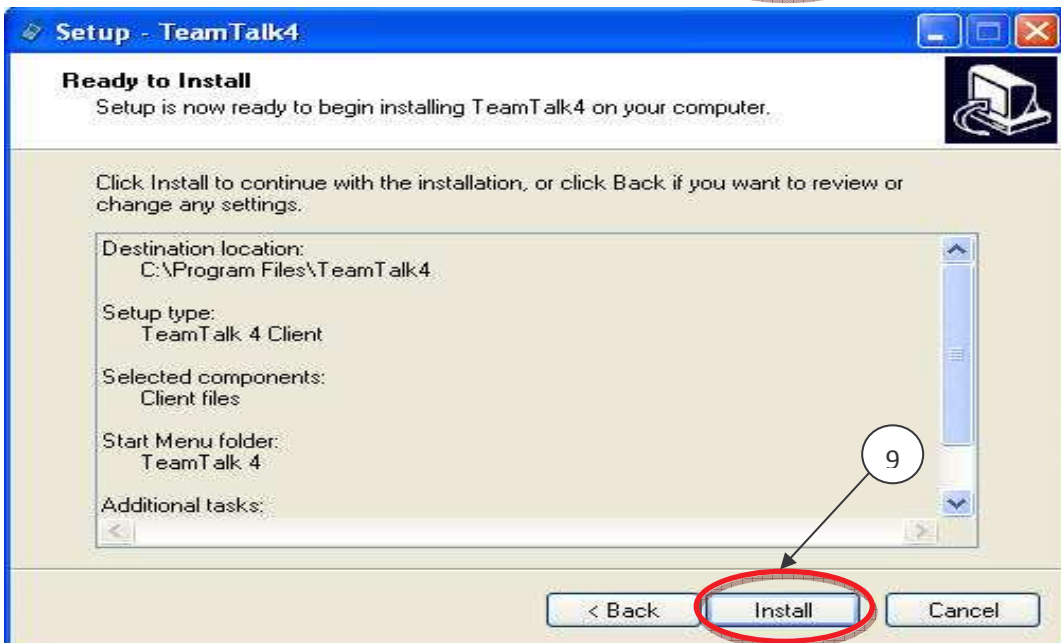 Setup - TeamTalk4
Ready to Install
Setup is now ready to begin installing TeamTalk4 on your computer.
Click Install to continue with the installation, or click Back if you want to review or
change any settings.
Destination location:
C:\Program Files\TeamTalk4
Setup type:
TeamTalk 4 Client
Selected components:
Client files
Start Menu folder:
TeamTalk 4
Additional tasks:
9
< Back
Install
Cancel